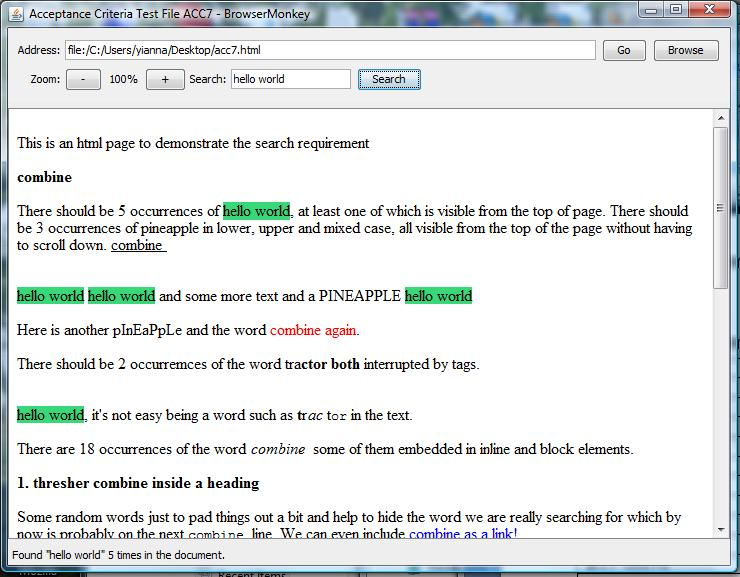 Acceptance Criteria Test File ACC7 - BrowserMonkey
Address: file:/C:/Users/yianna/Desktop/acc7.html Go Browse
Zoom: - 100% + Search: hello world Search
This is an html page to demonstrate the search requirement
combine
There should be 5 occurrences of hello world, at least one of which is visible from the top of page. There should
be 3 occurrences of pineapple in lower, upper and mixed case, all visible from the top of the page without having
to scroll down. combine
hello world hello world and some more text and a PINEAPPLE hello world
Here is another pInEaPpLe and the word combine again.
There should be 2 occurremces of the word tractor both interrupted by tags.
hello world, it's not easy being a word such as trac tor in the text.
There are 18 occurrences of the word combine some of them embedded in inline and block elements.
1. thresher combine inside a heading
Some random words just to pad things out a bit and help to hide the word we are really searching for which by
now is probably on the next combine line. We can even include combine as a link!
Found "hello world" 5 times in the document.
Recent Items